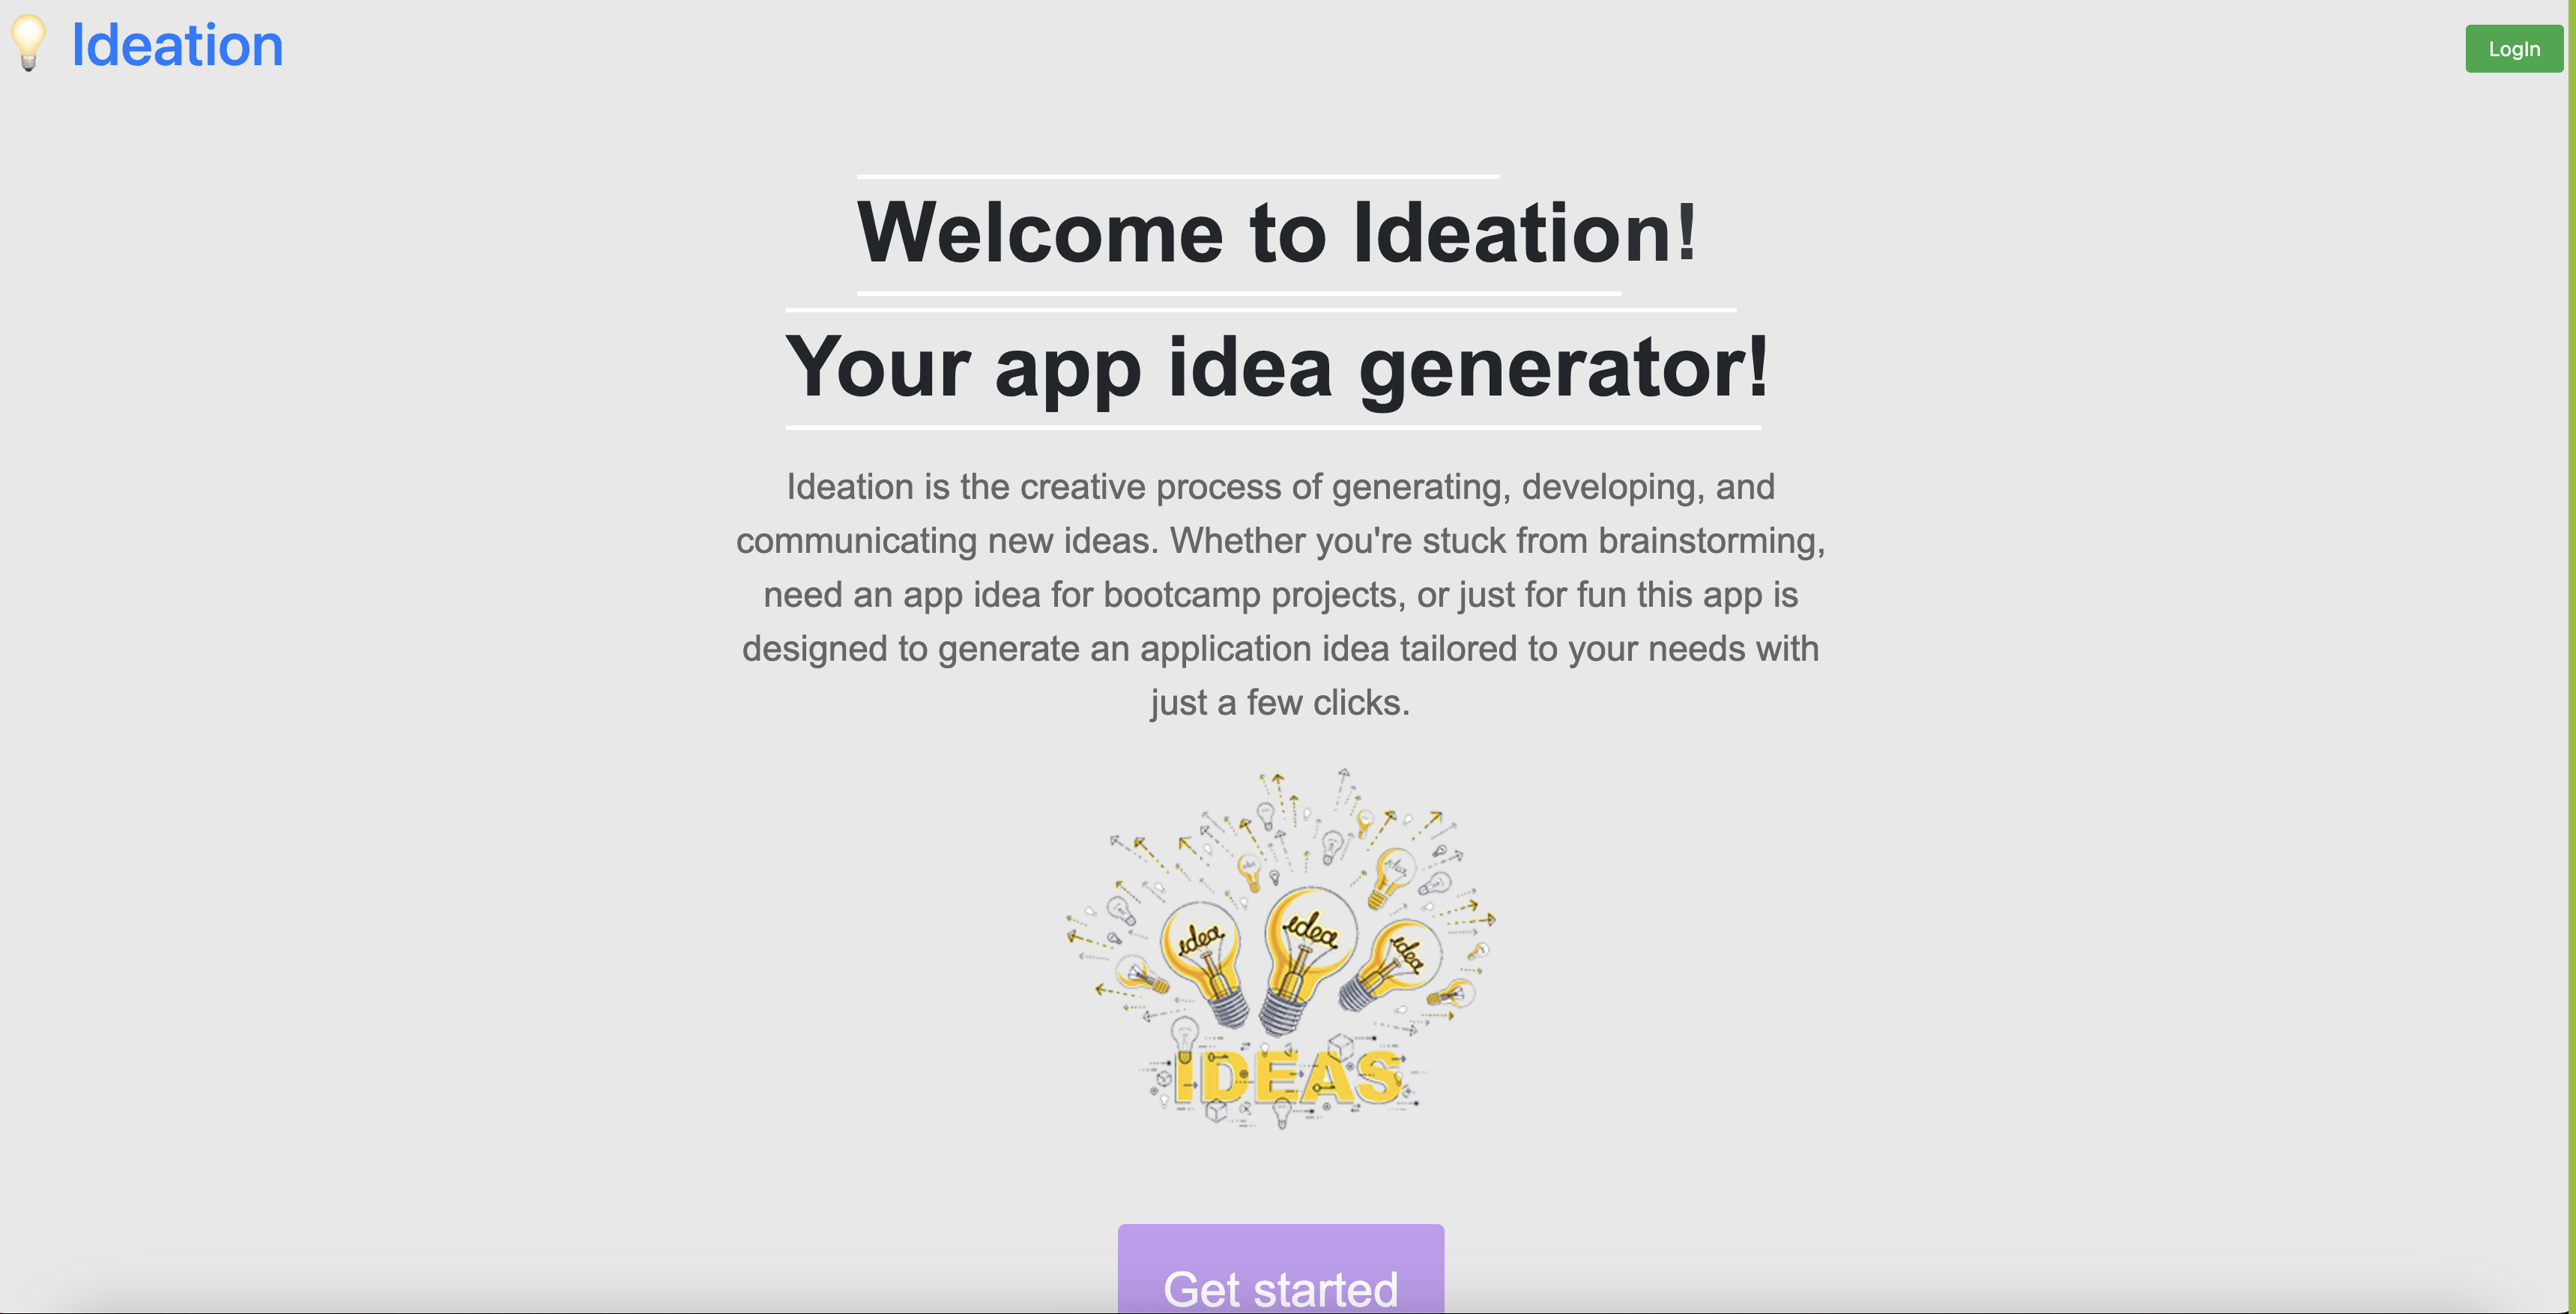 Ideation
LogIn
Welcome to Ideation!
Your app idea generator!
Ideation is the creative process of generating, developing, and
communicating new ideas. Whether you're stuck from brainstorming,
need an app idea for bootcamp projects, or just for fun this app is
designed to generate an application idea tailored to your needs with
just a few clicks.
idea
idea
idea
idea
idea
IDEAS
Get started